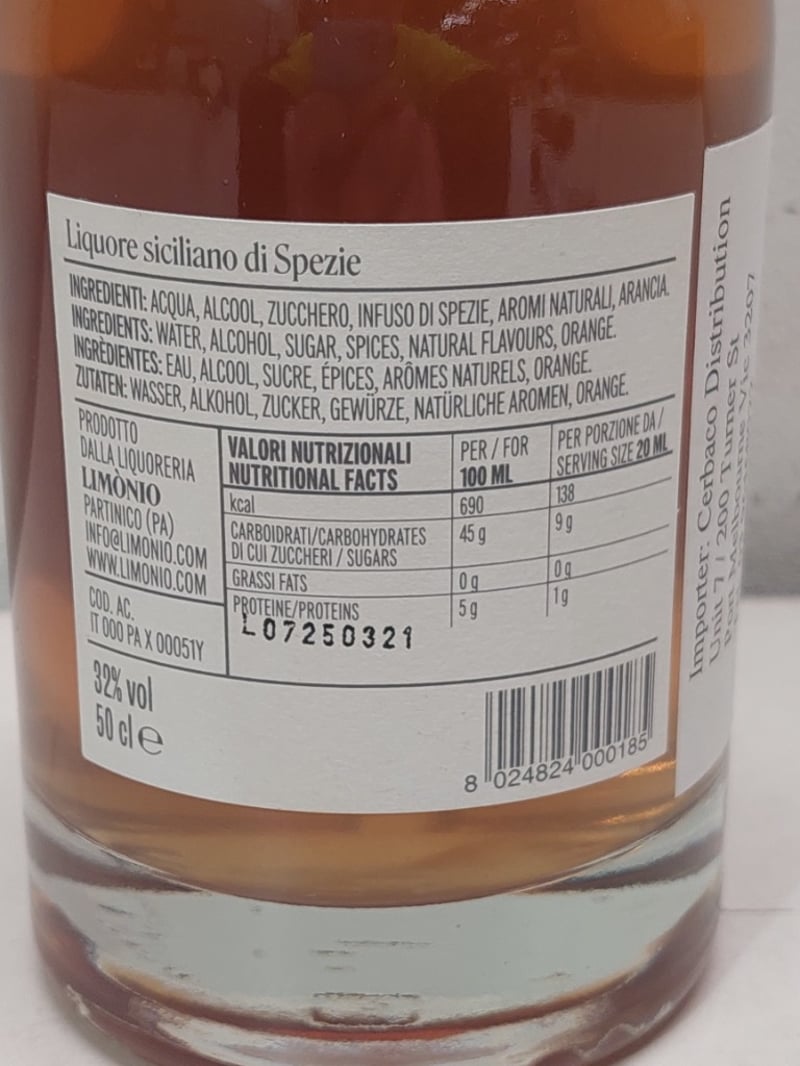 Liquore siciliano di Spezie
INGREDIENTI: ACQUA, ALCOOL, ZUCCHERO, INFUSO DI SPEZIE, AROMI NATURALI, ARANCIA.
INGREDIENTS: WATER, ALCOHOL, SUGAR, SPICES, NATURAL FLAVOURS, ORANGE.
INGRÈDIENTES: EAU, ALCOOL, SUCRE, ÉPICES, ARÔMES NATURELS, ORANGE.
ZUTATEN: WASSER, ALKOHOL, ZUCKER, GEWÜRZE, NATÜRLICHE AROMEN, ORANGE.
PRODOTTO
DALLA LIQUORERIA
LIMÒNIO
PARTINICO (PA)
INFO@LIMONIO.COM
WWW.LIMONIO.COM
COD. AC.
IT 000 PA X 00051Y
32% vol
50 cl e
VALORI NUTRIZIONALI PER / FOR PER PORZIONE DA /
NUTRITIONAL FACTS 100 ML SERVING SIZE 20 ML
kcal 690 138
CARBOIDRATI/CARBOHYDRATES 45 g 9 g
DI CUI ZUCCHERI / SUGARS
GRASSI FATS 0 g 0 g
PROTEINE/PROTEINS 5 g 1 g
L07250321
8 024824 000185
Importer: Cerbaco Distribution
Unit 7 / 200 Turner St
Port Melbourne Vic 3207